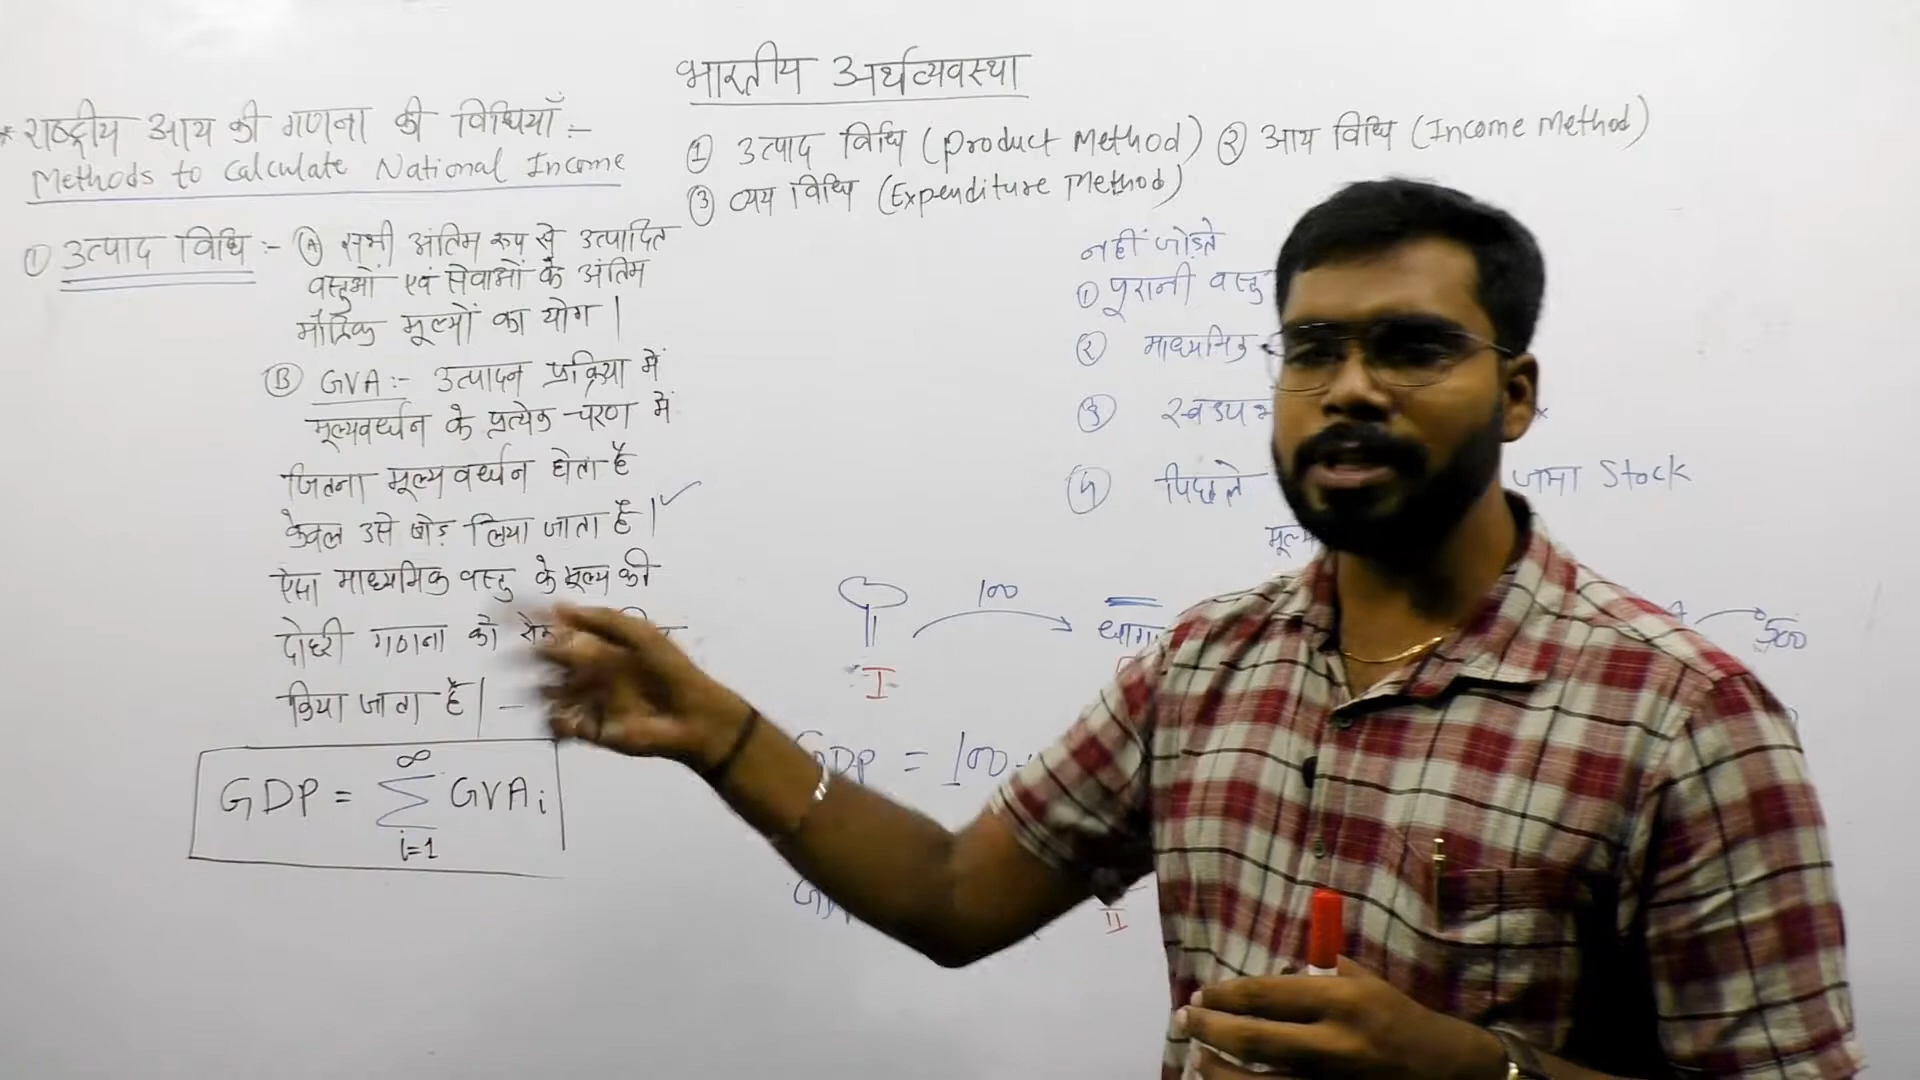 भारतीय अर्थव्यवस्था
* राष्ट्रीय आय की गणना की विधियाँ :-
Methods to Calculate National Income
① उत्पाद विधि (Product Method) ② आय विधि (Income Method)
③ व्यय विधि (Expenditure Method)
① उत्पाद विधि :- Ⓐ सभी अंतिम रूप से उत्पादित
वस्तुओं एवं सेवाओं के अंतिम
मौद्रिक मूल्यों का योग |
Ⓑ GVA :- उत्पादन प्रक्रिया में
मूल्यवर्ध्धन के प्रत्येक चरण में
जितना मूल्यवर्ध्धन होता है
केवल उसे जोड़ लिया जाता है |
ऐसा माध्यमिक वस्तु के मूल्य की
दोहरी गणना को
किया जाता है | -
GDP = ∞ Σ i=1 GVAi
नहीं जोड़ते
① पुरानी वस्तु
② माध्यमिक
③
④ पिछले जमा Stock
100
500
I
GDP = 100
II